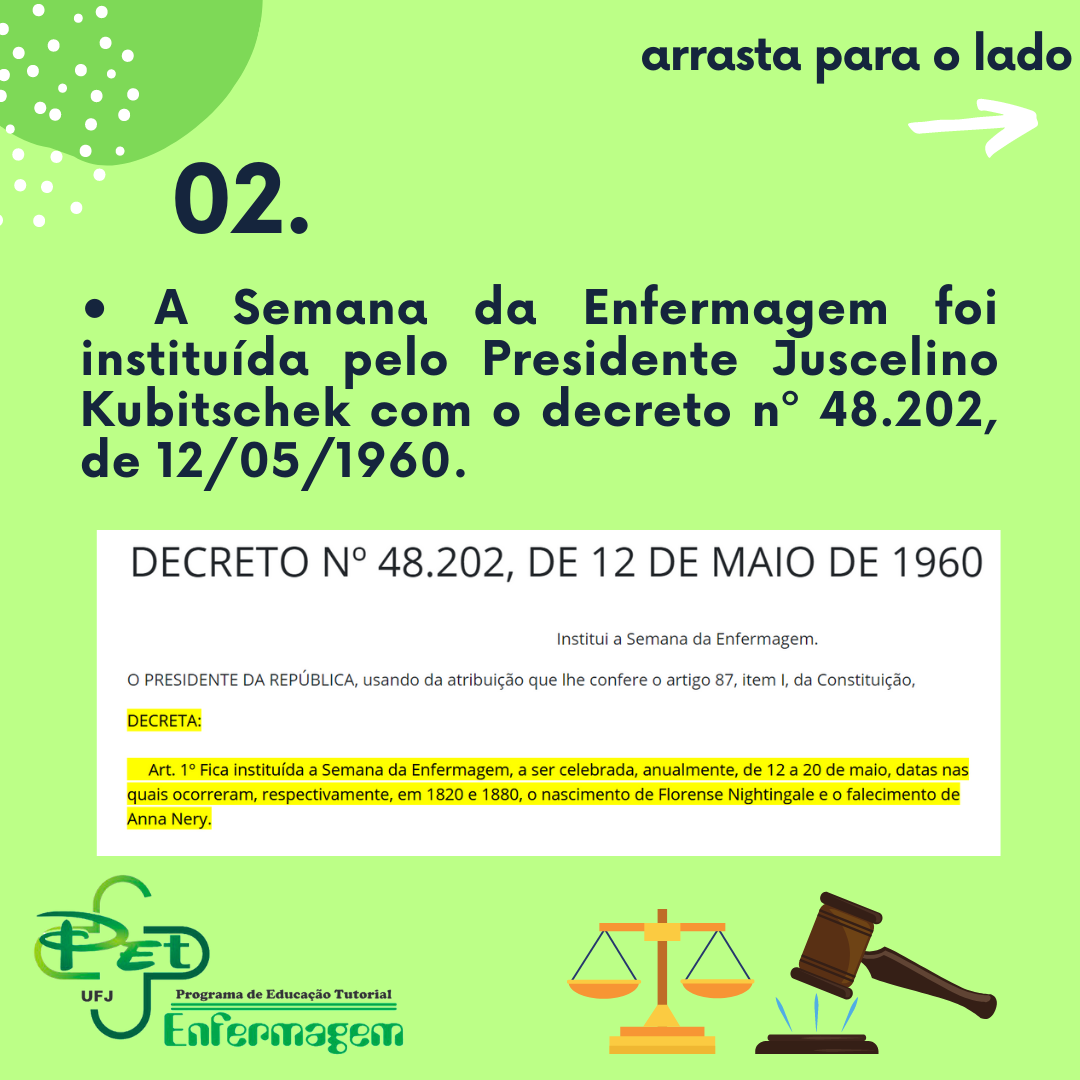 arrasta para o lado
02.
• A Semana da Enfermagem foi
instituída pelo Presidente Juscelino
Kubitschek com o decreto nº 48.202,
de 12/05/1960.
DECRETO Nº 48.202, DE 12 DE MAIO DE 1960
Institui a Semana da Enfermagem.
O PRESIDENTE DA REPÚBLICA, usando da atribuição que lhe confere o artigo 87, item I, da Constituição,
DECRETA:
Art. 1º Fica instituída a Semana da Enfermagem, a ser celebrada, anualmente, de 12 a 20 de maio, datas nas
quais ocorreram, respectivamente, em 1820 e 1880, o nascimento de Florense Nightingale e o falecimento de
Anna Nery.
PET
UFJ
Programa de Educação Tutorial
Enfermagem